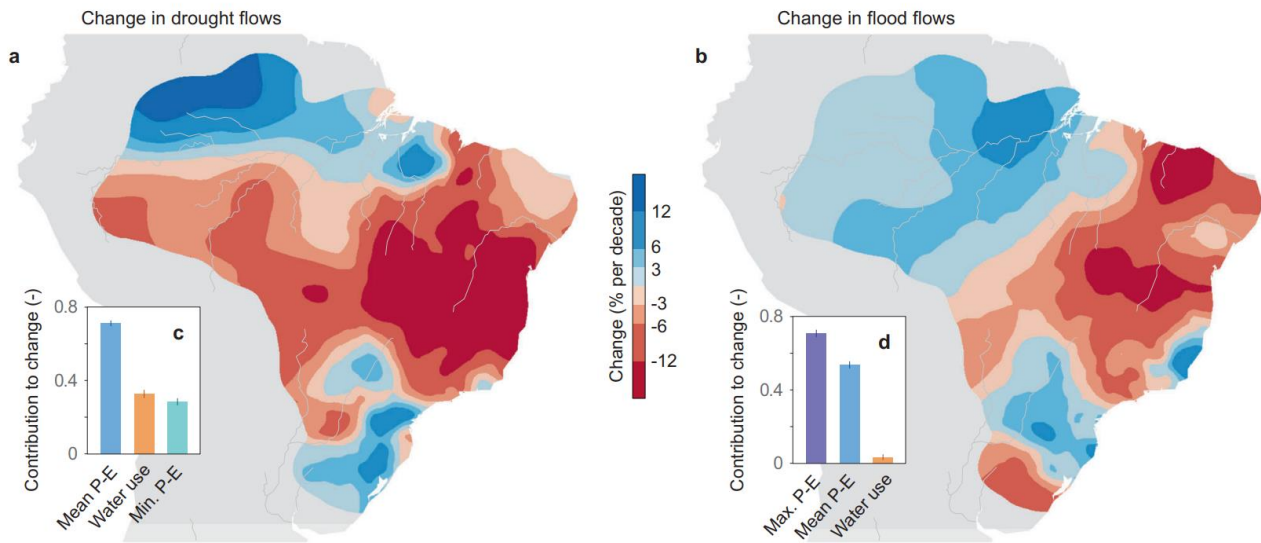 Change in drought flows
Change in flood flows
a
b
Change (% per decade)
12
6
3
-3
-6
-12
Contribution to change (-)
0.8
0.4
0
c
Mean P-E
Water use
Min. P-E
Contribution to change (-)
0.8
0.4
0
d
Max. P-E
Mean P-E
Water use